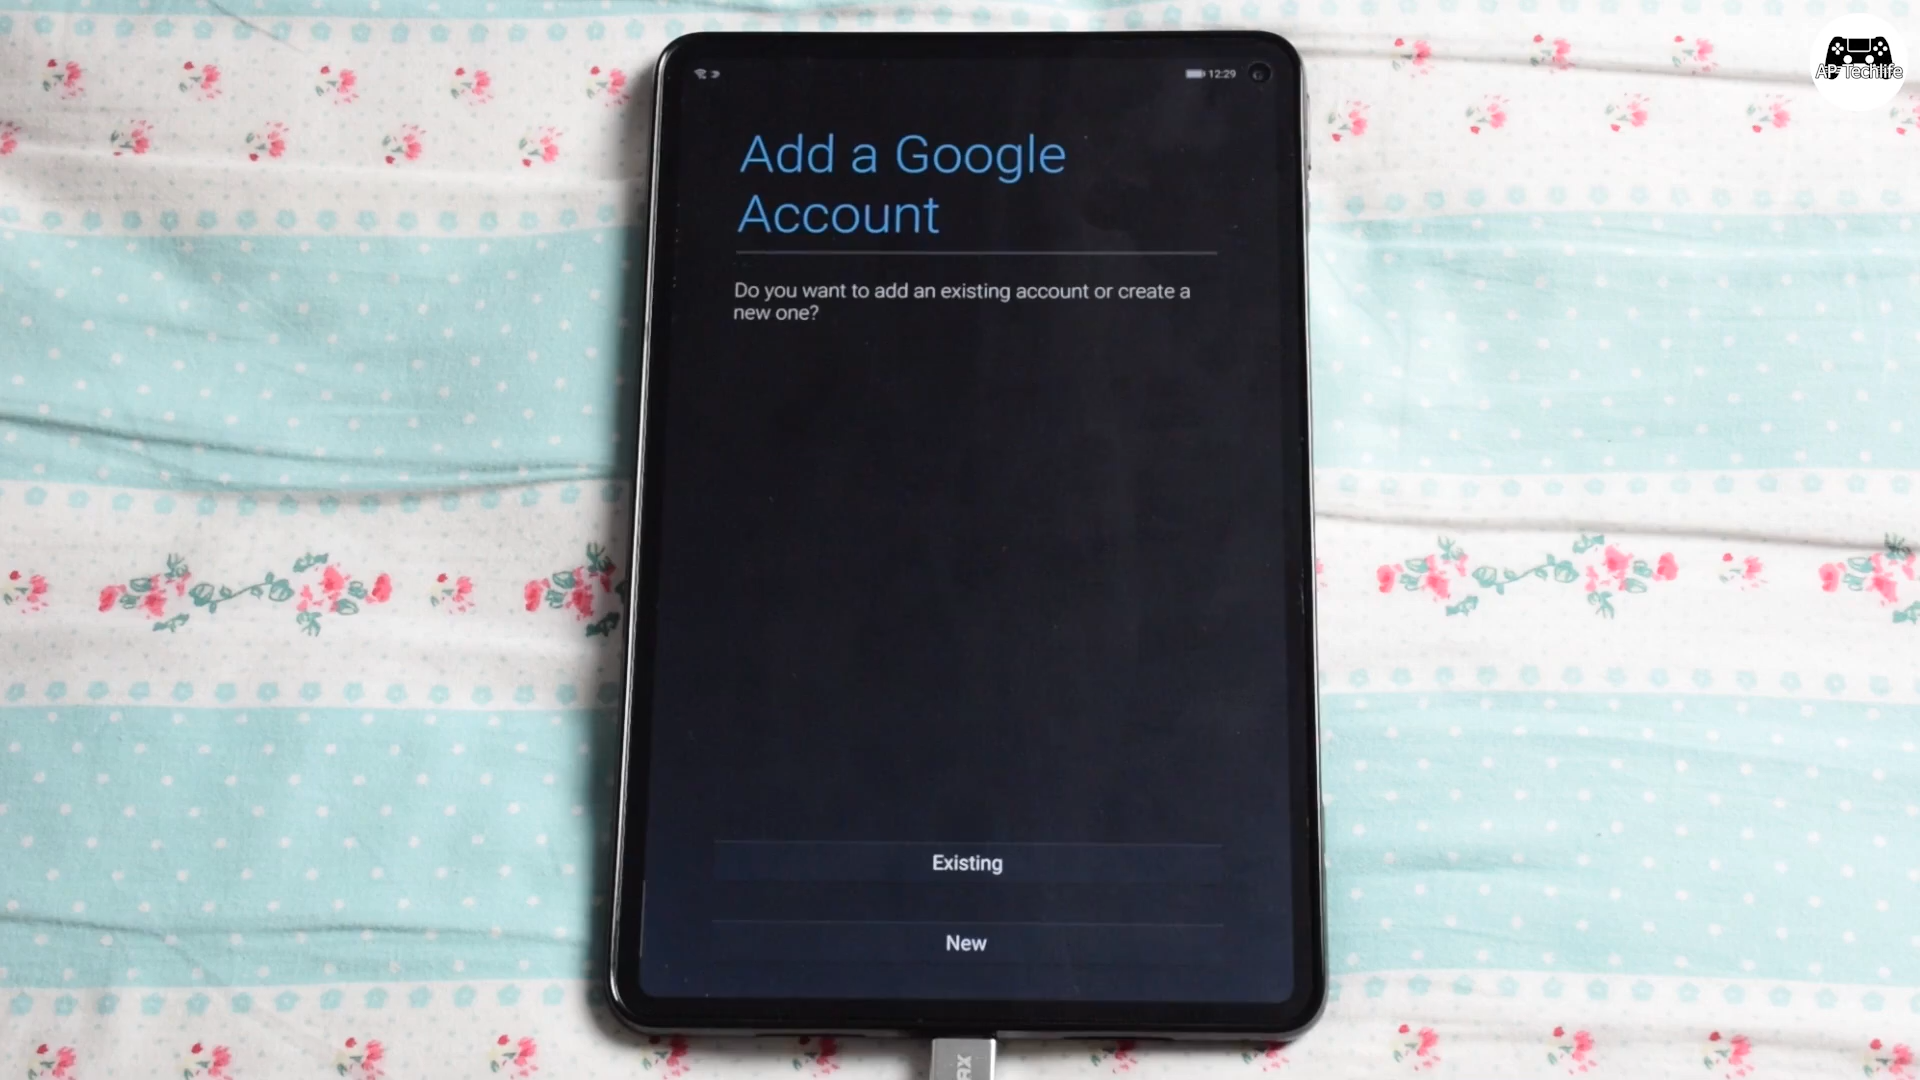 AP Techlife
12:29
Add a Google
Account
Do you want to add an existing account or create a
new one?
Existing
New